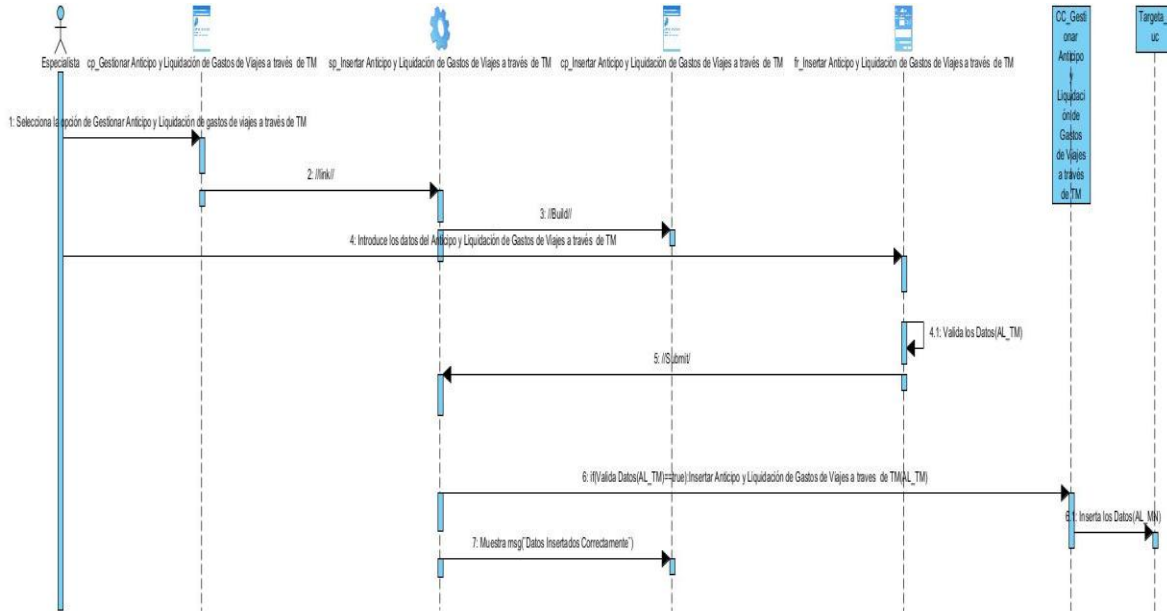 Especialista
cp_Gestionar Anticipo y Liquidación de Gastos de Viajes a través de TM
sp_Insertar Anticipo y Liquidación de Gastos de Viajes a través de TM
cp_Insertar Anticipo y Liquidación de Gastos de Viajes a través de TM
fr_Insertar Anticipo y Liquidación de Gastos de Viajes a través de TM
CC_Gesti
onar
Anticipo
y
Liquidaci
ón de
Gastos
de Viajes
a través
de TM
Targeta_
uc
1: Selecciona la opción de Gestionar Anticipo y Liquidación de gastos de viajes a través de TM
2: //link//
3: //Build//
4: Introduce los datos del Anticipo y Liquidación de Gastos de Viajes a través de TM
4.1: Valida los Datos(AL_TM)
5: //Submit/
6: if(Valida Datos(AL_TM)==true):Insertar Anticipo y Liquidación de Gastos de Viajes a traves de TM(AL_TM)
6.1: Inserta los Datos(AL_MN)
7: Muestra msg(¨Datos Insertados Correctamente¨)